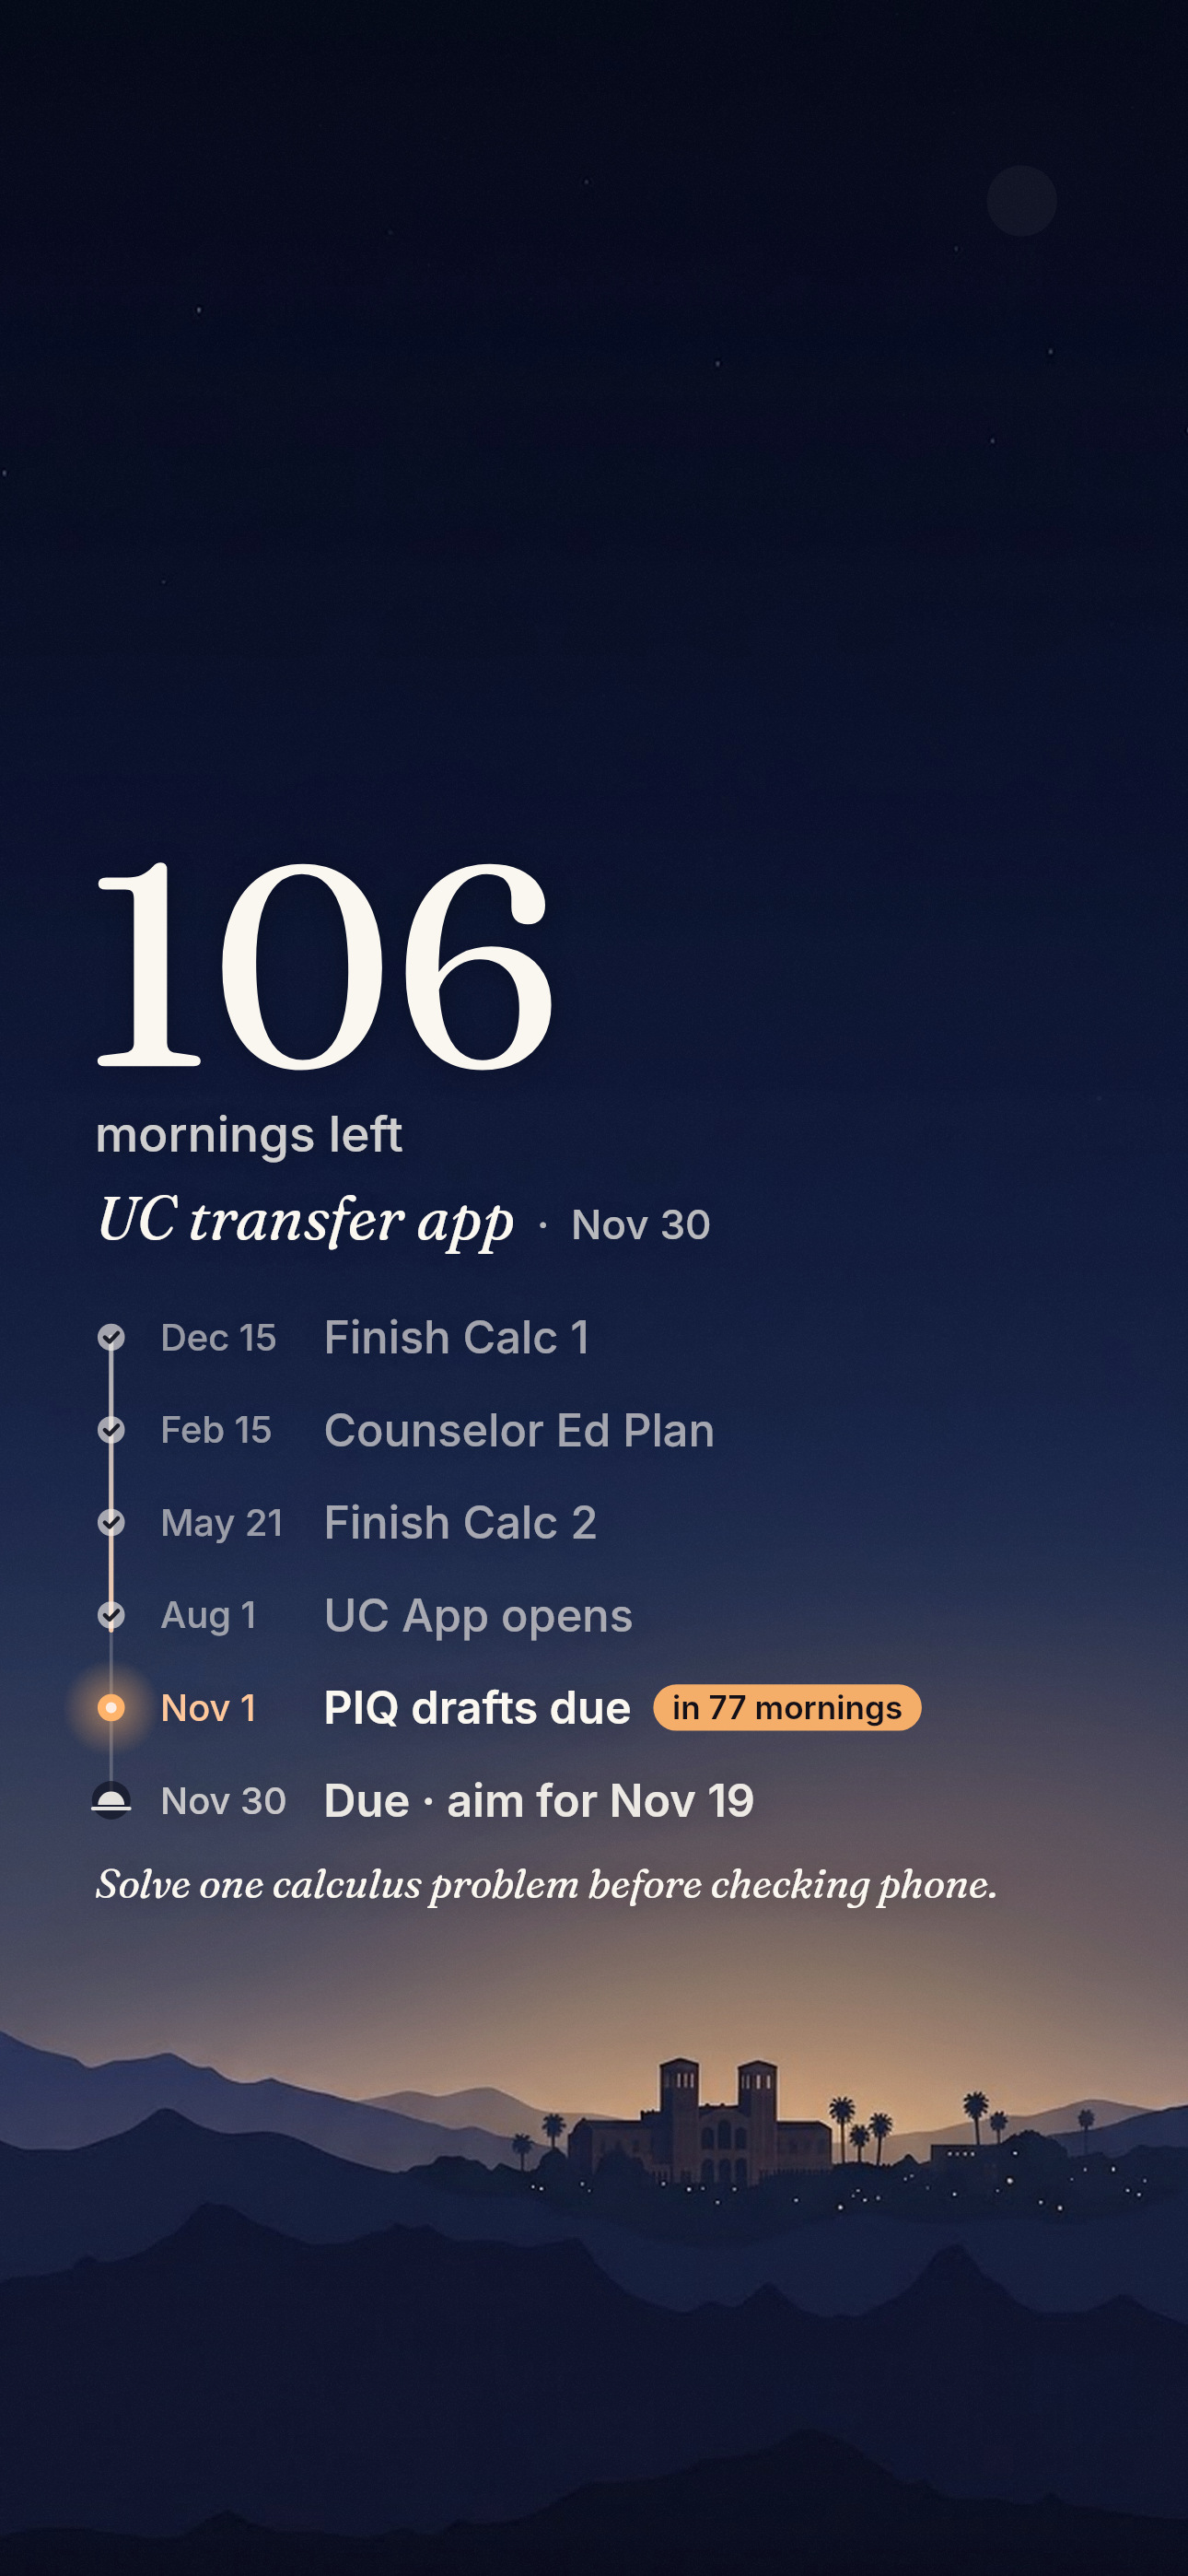 106
mornings left
UC transfer app · Nov 30
Dec 15 Finish Calc 1
Feb 15 Counselor Ed Plan
May 21 Finish Calc 2
Aug 1 UC App opens
Nov 1 PIQ drafts due in 77 mornings
Nov 30 Due · aim for Nov 19
Solve one calculus problem before checking phone.